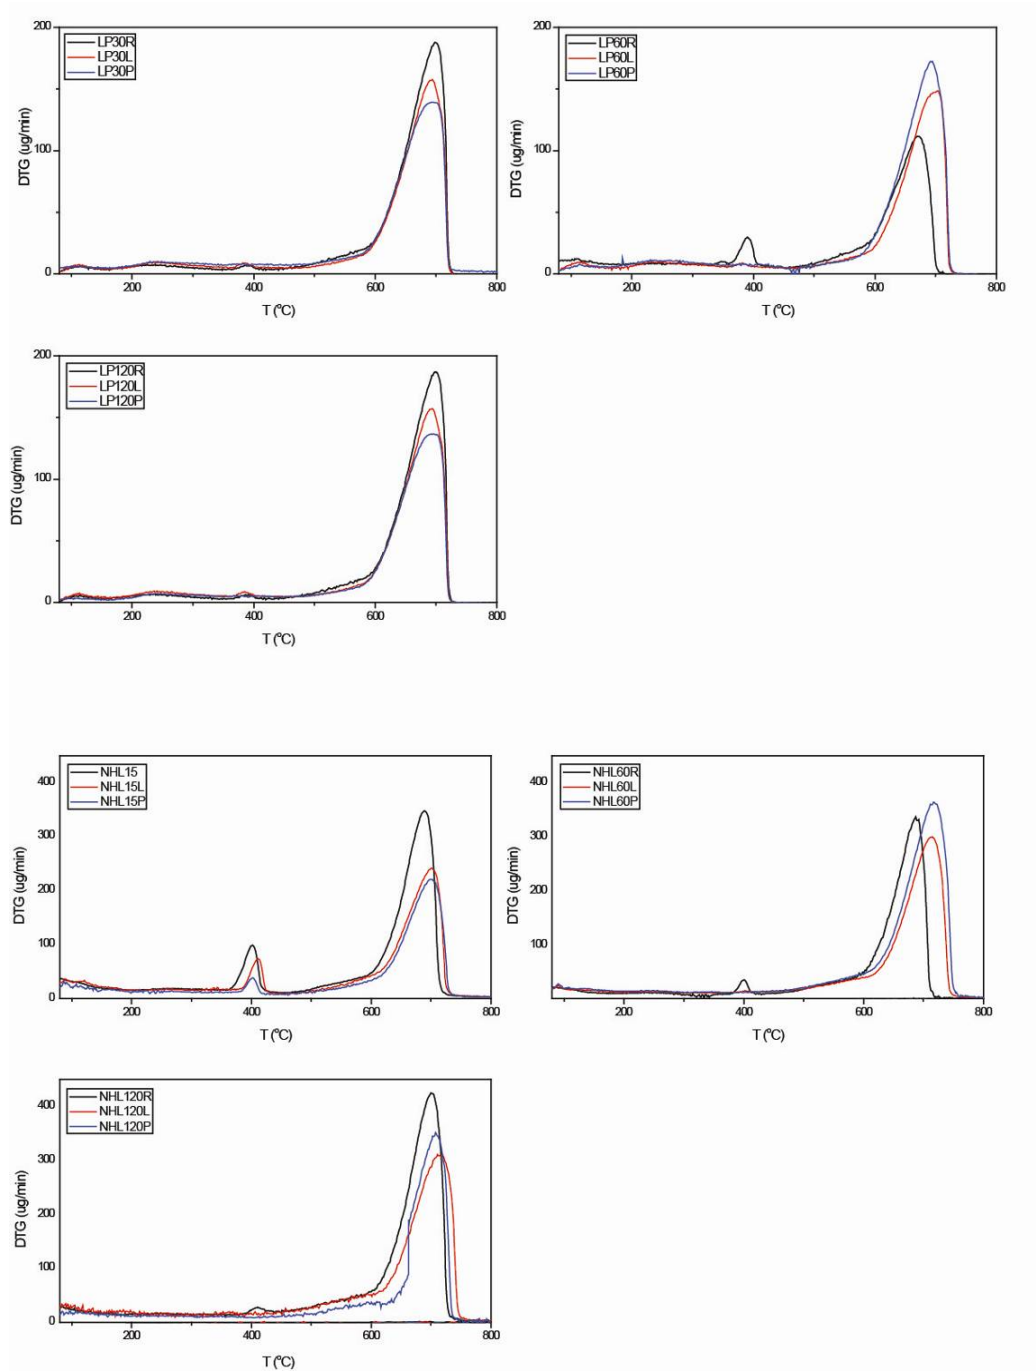 200
LP30R
LP30L
LP30P
100
DTG (ug/min)
0
200 400 600 800
T (°C)
200
LP60R
LP60L
LP60P
100
DTG (ug/min)
0
200 400 600 800
T (°C)
200
LP120R
LP120L
LP120P
100
DTG (ug/min)
0
200 400 600 800
T (°C)
NHL15
NHL15L
NHL15P
400
300
200
100
0
DTG (ug/min)
200 400 600 800
T (°C)
NHL60R
NHL60L
NHL60P
400
300
200
100
0
DTG (ug/min)
200 400 600 800
T (°C)
NHL120R
NHL120L
NHL120P
400
300
200
100
0
DTG (ug/min)
200 400 600 800
T (°C)